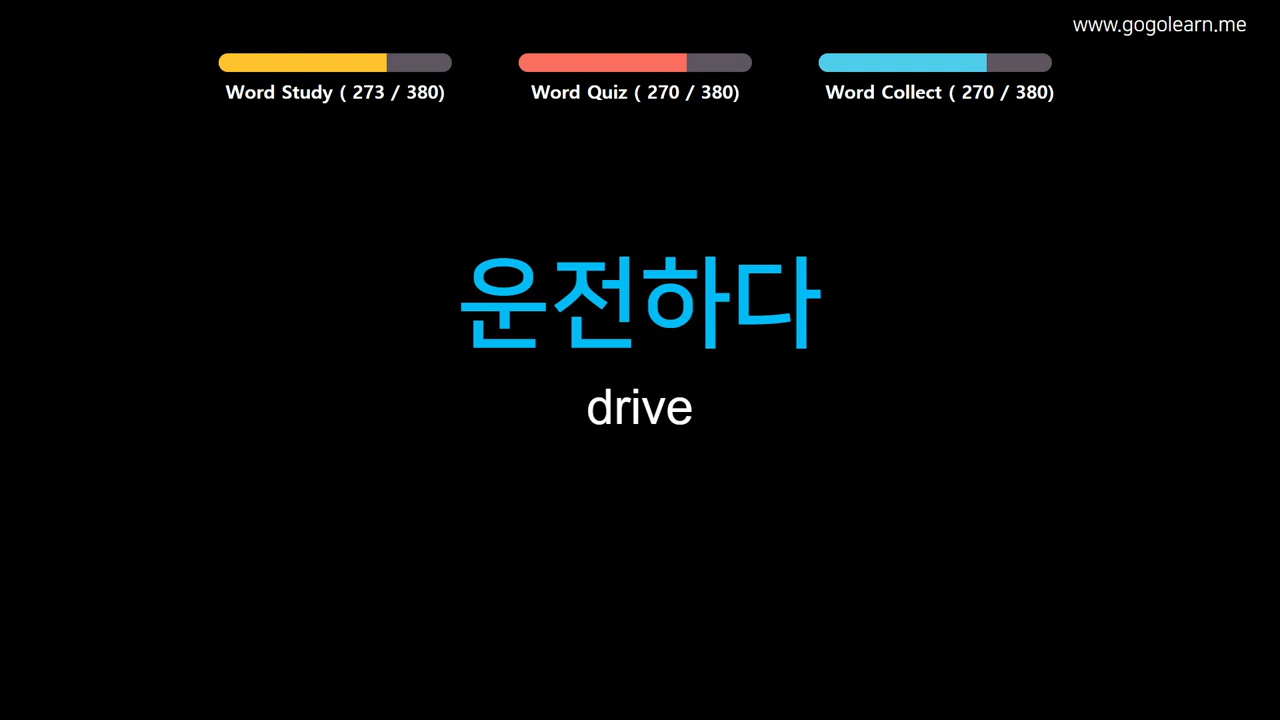 www.gogolearn.me
Word Study ( 273 / 380)
Word Quiz ( 270 / 380)
Word Collect ( 270 / 380)
운전하다
drive